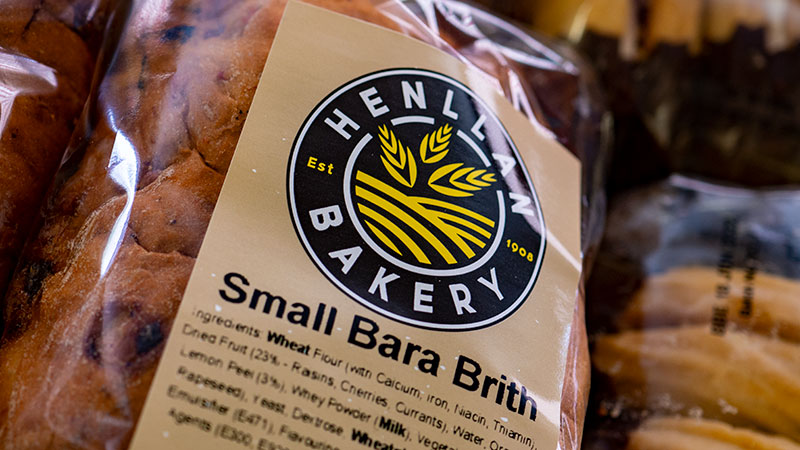 HENLLAN
Est
1908
BAKERY
Small Bara Brith
Ingredients: Wheat Flour (with Calcium, Iron, Niacin, Thiamin),
Dried Fruit (23% - Raisins, Cherries, Currants), Water,
Lemon Peel (3%), Whey Powder (Milk),
Rapeseed), Yeast, Dextrose,
Emulsifier (E471),
Agents (E300,